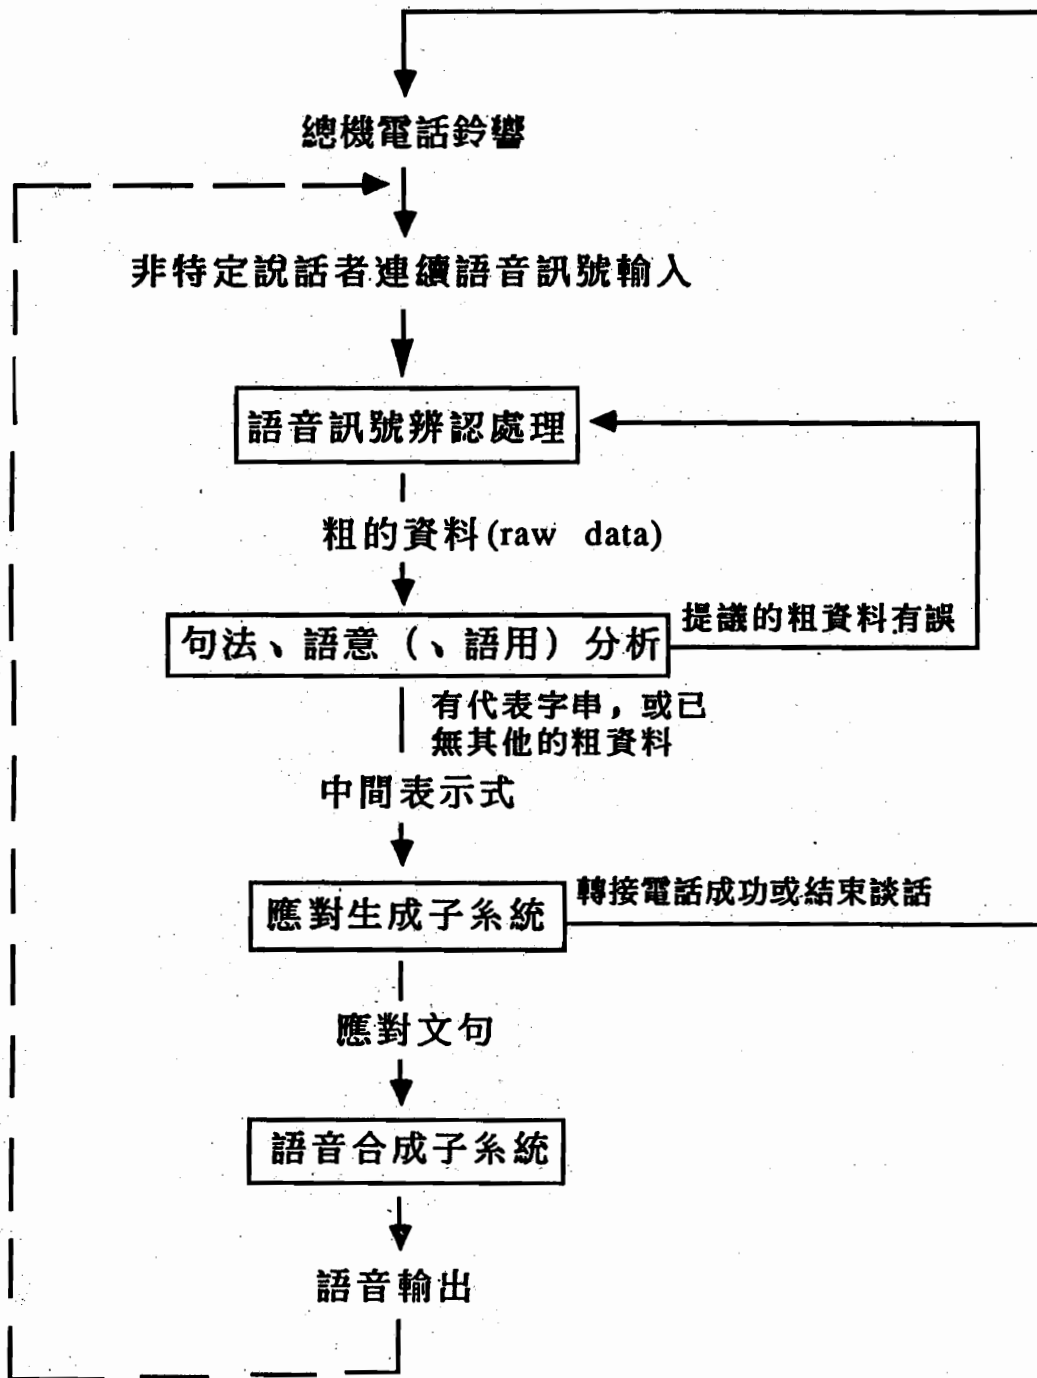 總機電話鈴響
非特定說話者連續語音訊號輸入
語音訊號辨認處理
粗的資料(raw data)
句法、語意（、語用）分析
提議的粗資料有誤
有代表字串，或已
無其他的粗資料
中間表示式
應對生成子系統
轉接電話成功或結束談話
應對文句
語音合成子系統
語音輸出